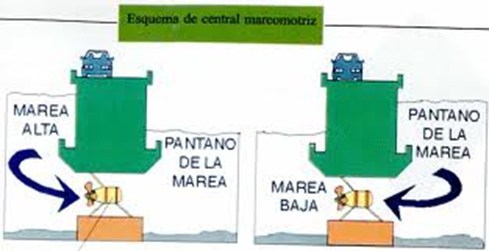 Esquema de central mareomotriz
MAREA
ALTA
PANTANO
DE LA
MAREA
PANTANO
DE LA
MAREA
MAREA
BAJA